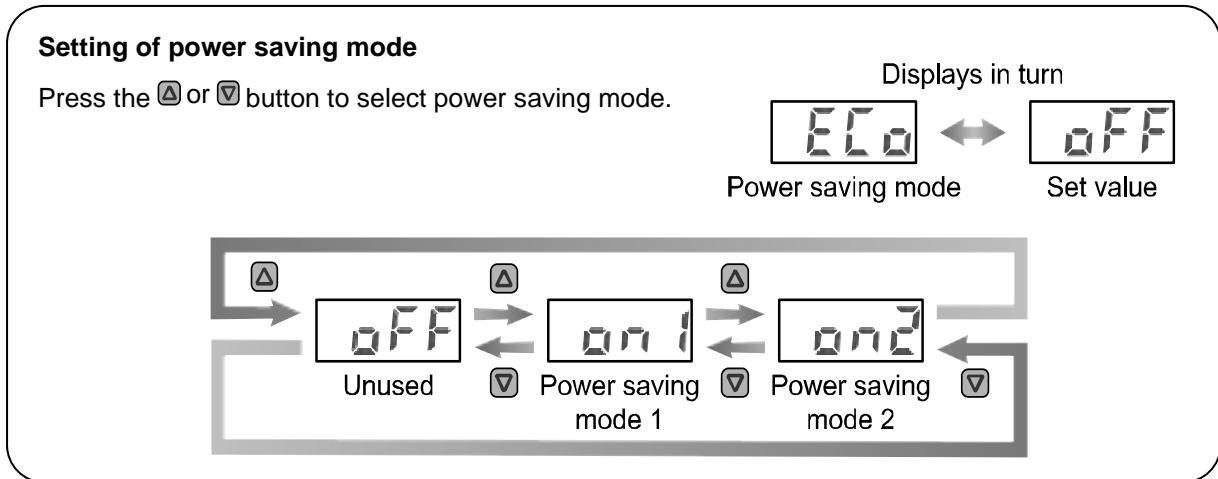 Setting of power saving mode
Press the △ or ▽ button to select power saving mode.
Displays in turn
ECo oFF
Power saving mode Set value
oFF on1 on2
Unused Power saving Power saving
mode 1 mode 2